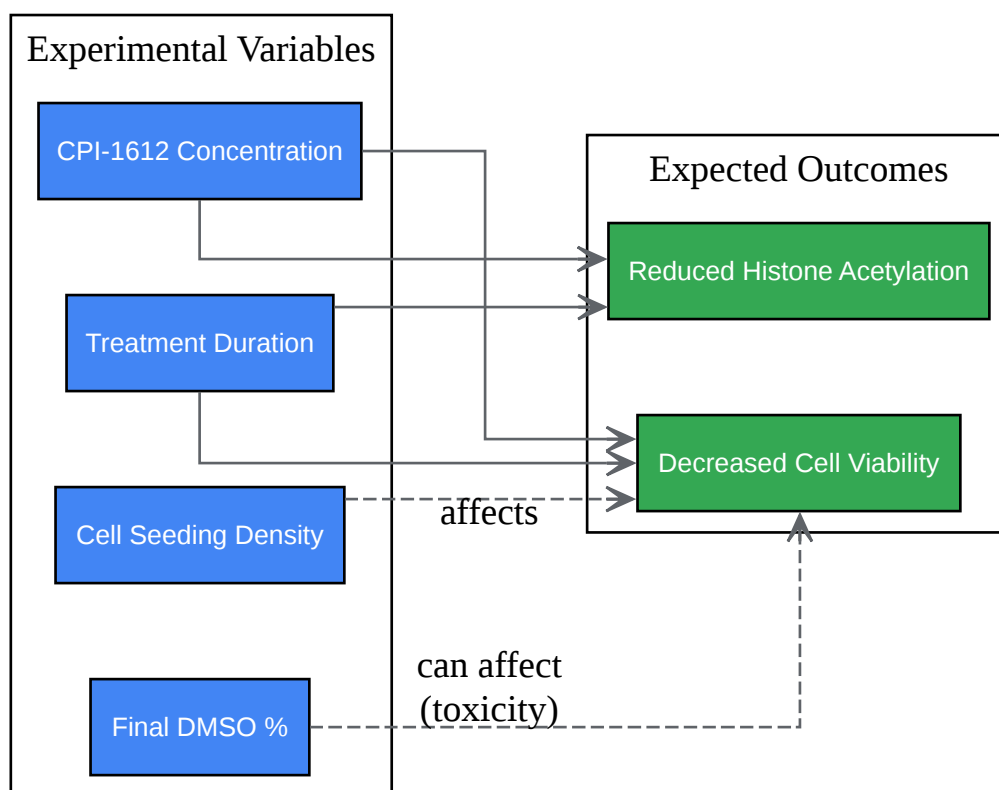 Experimental Variables
CPI-1612 Concentration
Treatment Duration
Cell Seeding Density
Final DMSO %
affects
can affect
(toxicity)
Expected Outcomes
Reduced Histone Acetylation
Decreased Cell Viability